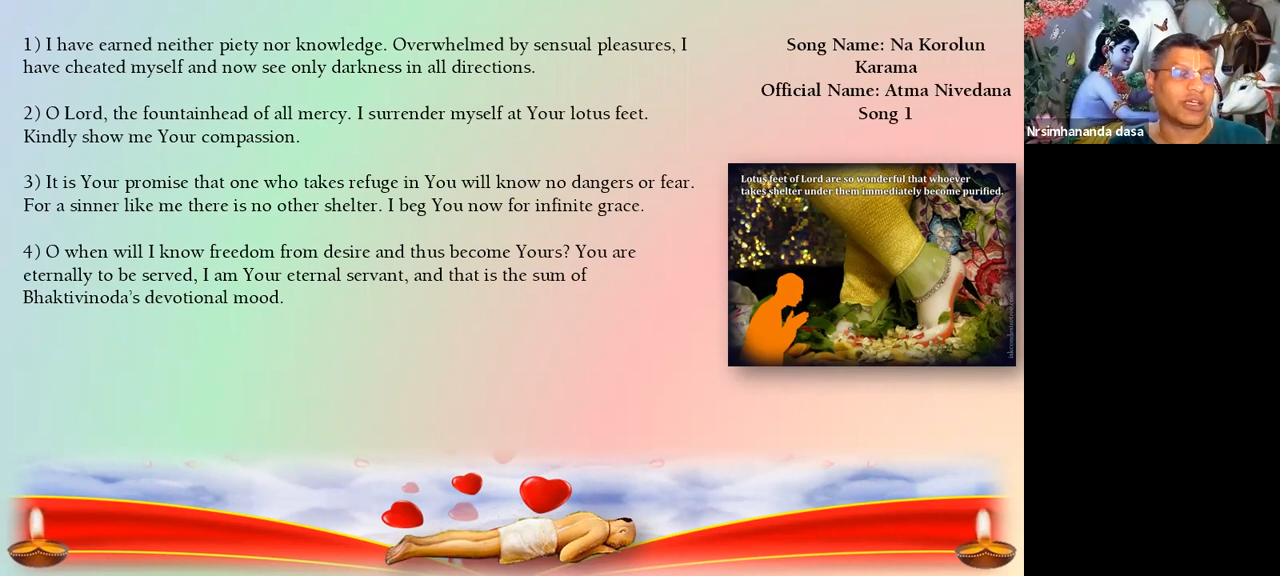 1) I have earned neither piety nor knowledge. Overwhelmed by sensual pleasures, I
have cheated myself and now see only darkness in all directions.
2) O Lord, the fountainhead of all mercy. I surrender myself at Your lotus feet.
Kindly show me Your compassion.
3) It is Your promise that one who takes refuge in You will know no dangers or fear.
For a sinner like me there is no other shelter. I beg You now for infinite grace.
4) O when will I know freedom from desire and thus become Yours? You are
eternally to be served, I am Your eternal servant, and that is the sum of
Bhaktivinoda's devotional mood.
Song Name: Na Korolun
Karama
Official Name: Atma Nivedana
Song 1
Lotus feet of Lord are so wonderful that whoever
takes shelter under them immediately become purified.
Nrsimhananda dasa